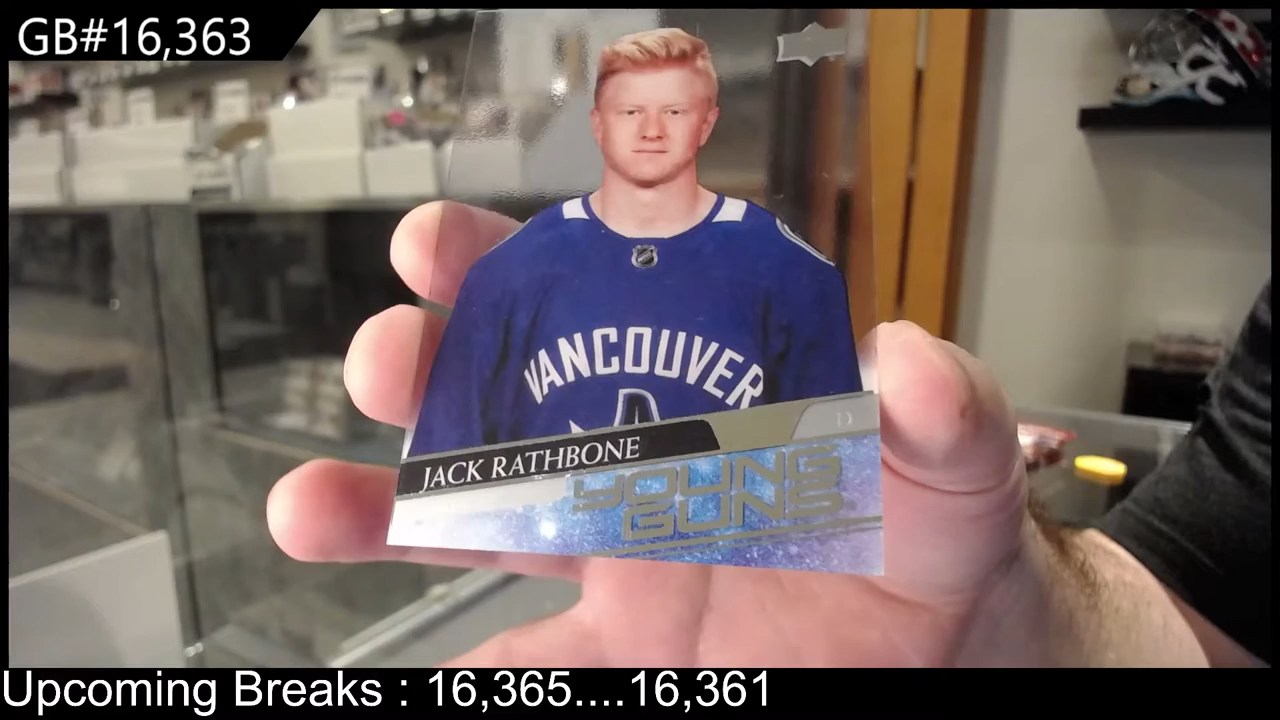 GB#16,363
VANCOUVER
D
JACK RATHBONE
YOUNG
GUNS
Upcoming Breaks : 16,365....16,361